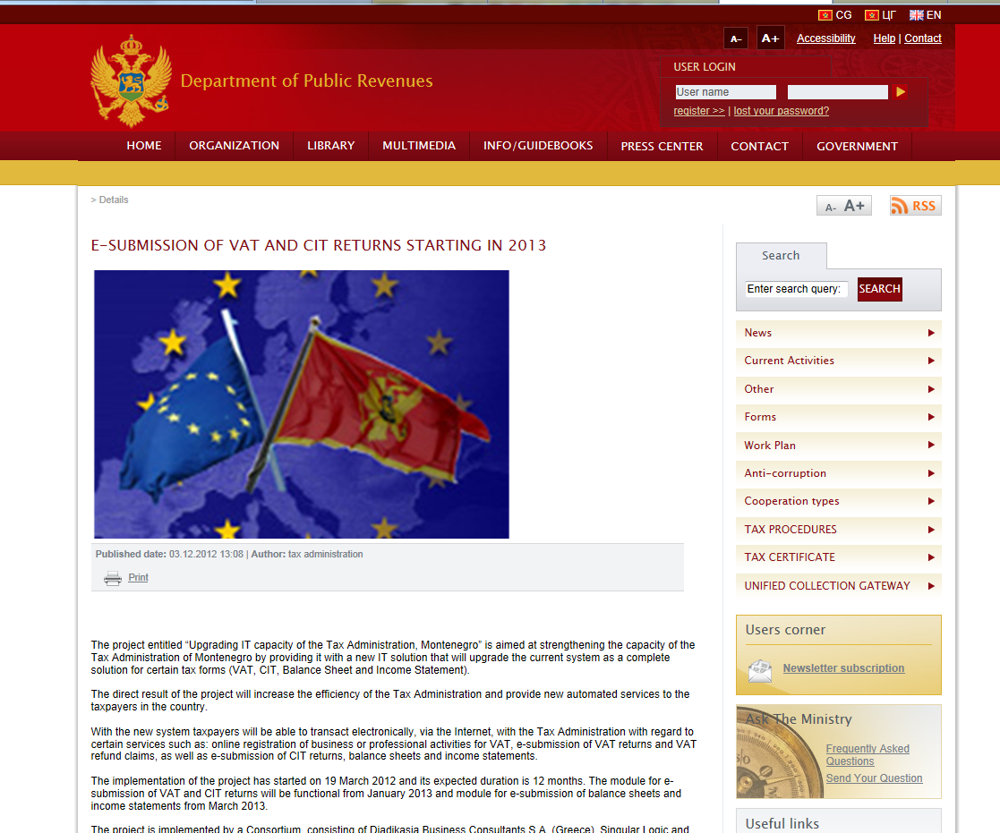 CG ЦГ EN
A- A+ Accessibility Help | Contact
Department of Public Revenues
USER LOGIN
User name
register >> | lost your password?
HOME ORGANIZATION LIBRARY MULTIMEDIA INFO/GUIDEBOOKS PRESS CENTER CONTACT GOVERNMENT
> Details
A- A+ RSS
E-SUBMISSION OF VAT AND CIT RETURNS STARTING IN 2013
Published date: 03.12.2012 13:08 | Author: tax administration
Print
The project entitled “Upgrading IT capacity of the Tax Administration, Montenegro” is aimed at strengthening the capacity of the
Tax Administration of Montenegro by providing it with a new IT solution that will upgrade the current system as a complete
solution for certain tax forms (VAT, CIT, Balance Sheet and Income Statement).
The direct result of the project will increase the efficiency of the Tax Administration and provide new automated services to the
taxpayers in the country.
With the new system taxpayers will be able to transact electronically, via the Internet, with the Tax Administration with regard to
certain services such as: online registration of business or professional activities for VAT, e-submission of VAT returns and VAT
refund claims, as well as e-submission of CIT returns, balance sheets and income statements.
The implementation of the project has started on 19 March 2012 and its expected duration is 12 months. The module for e-
submission of VAT and CIT returns will be functional from January 2013 and module for e-submission of balance sheets and
income statements from March 2013.
The project is implemented by a Consortium, consisting of Diadikasia Business Consultants S.A. (Greece), Singular Logic and
Search
Enter search query: SEARCH
News
Current Activities
Other
Forms
Work Plan
Anti-corruption
Cooperation types
TAX PROCEDURES
TAX CERTIFICATE
UNIFIED COLLECTION GATEWAY
Users corner
Newsletter subscription
Ask The Ministry
Frequently Asked
Questions
Send Your Question
Useful links